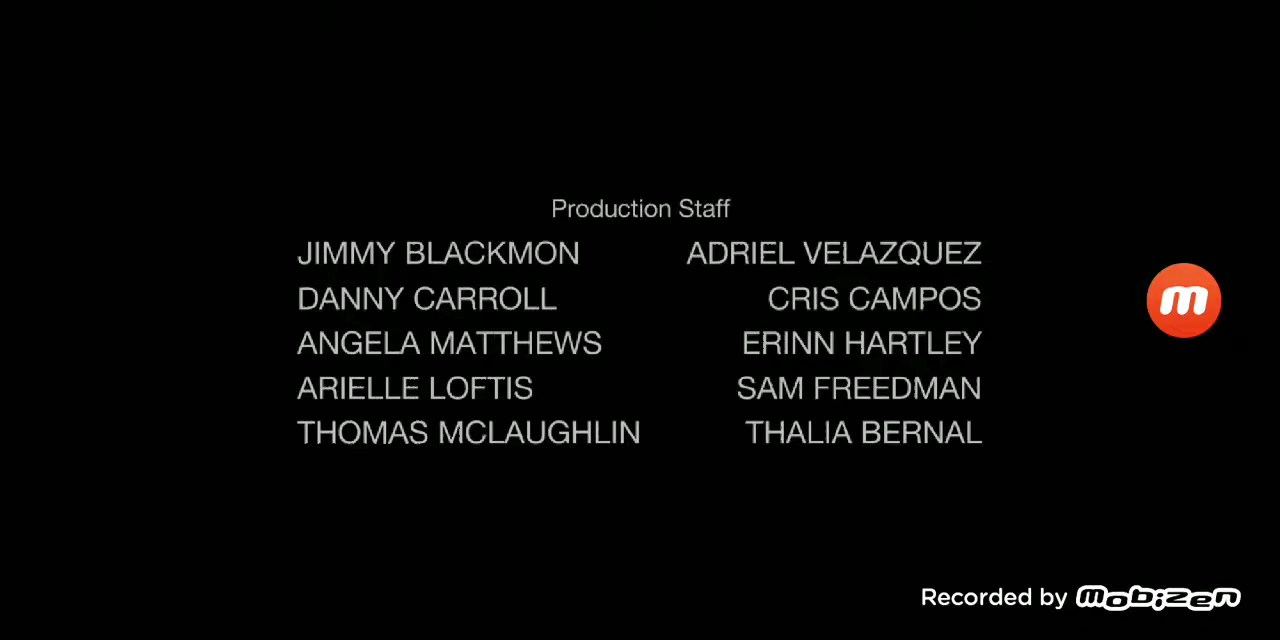 Production Staff
JIMMY BLACKMON ADRIEL VELAZQUEZ
DANNY CARROLL CRIS CAMPOS
ANGELA MATTHEWS ERINN HARTLEY
ARIELLE LOFTIS SAM FREEDMAN
THOMAS MCLAUGHLIN THALIA BERNAL
m
Recorded by mobizen